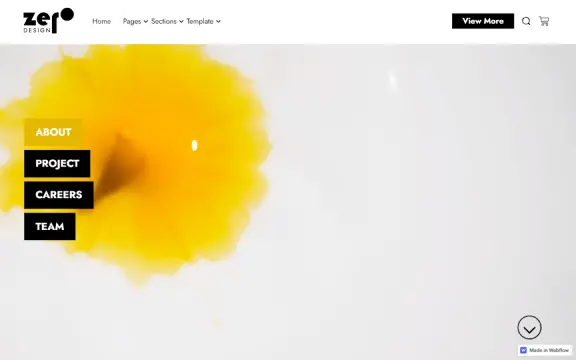 zero
DESIGN
Home Pages Sections Template
View More
ABOUT
PROJECT
CAREERS
TEAM
Made in Webflow